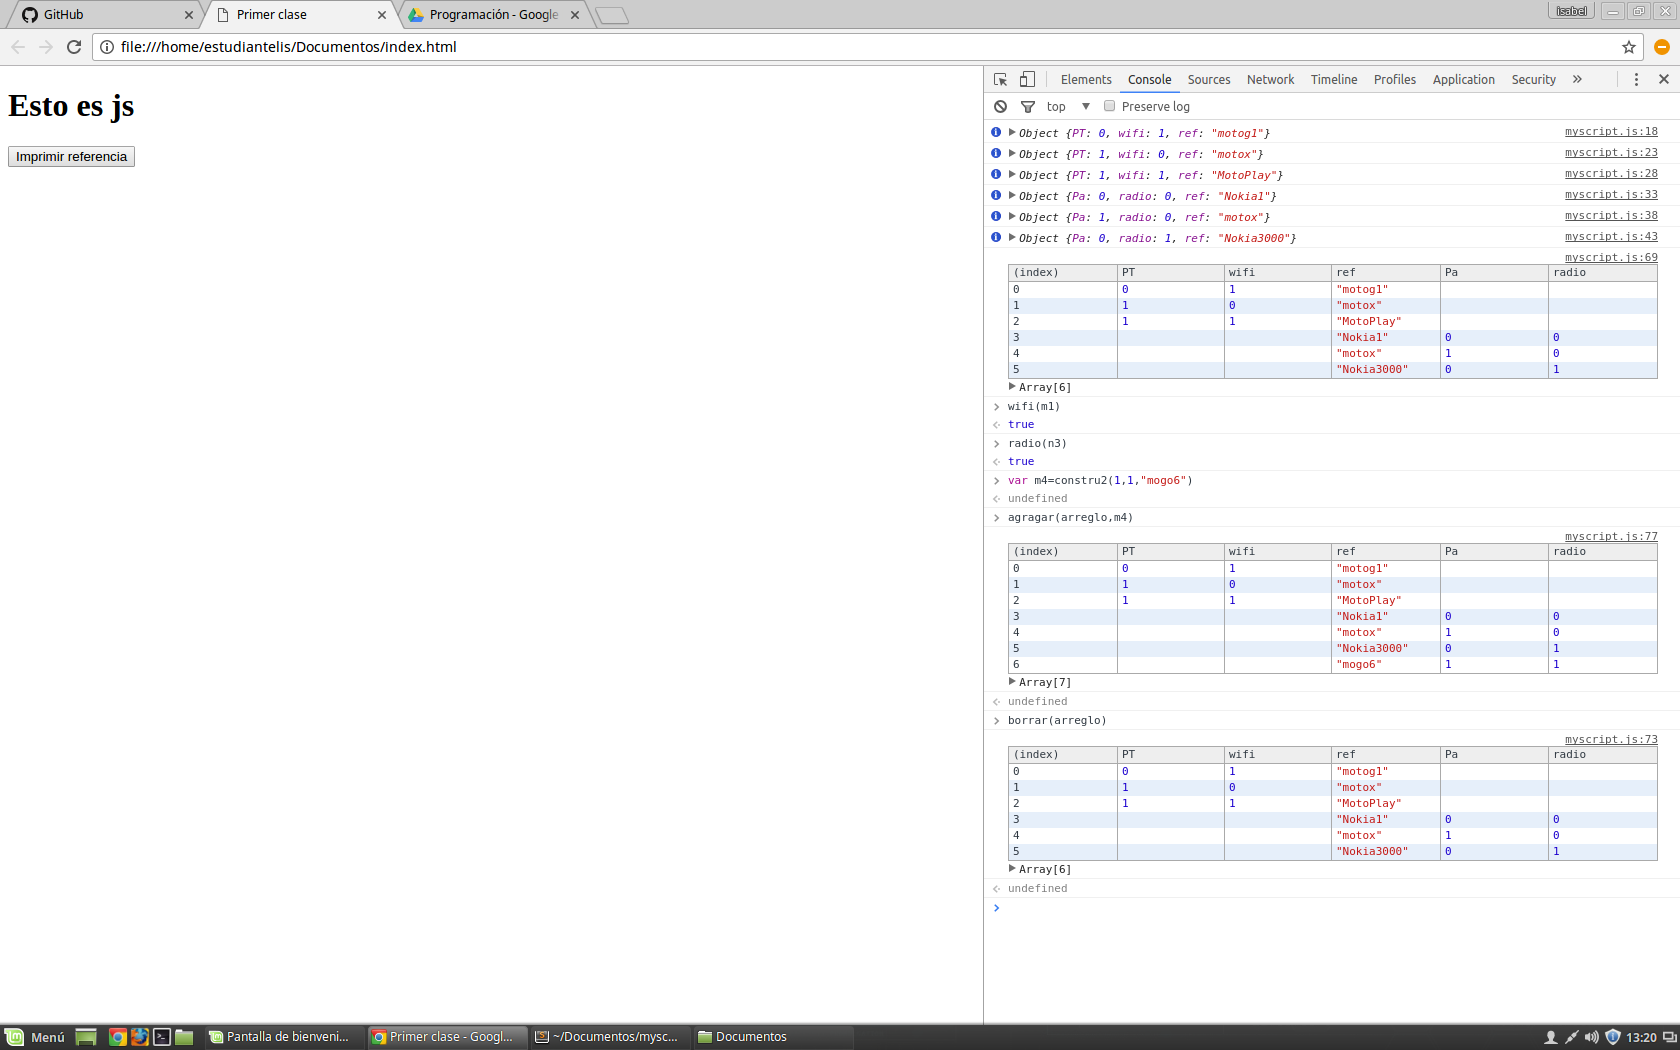 GitHub
Primer clase
Programación - Google
isabel
file:///home/estudiantelis/Documentos/index.html
Esto es js
Imprimir referencia
Elements Console Sources Network Timeline Profiles Application Security »
top Preserve log
Object {PT: 0, wifi: 1, ref: "motog1"} myscript.js:18
Object {PT: 1, wifi: 0, ref: "motox"} myscript.js:23
Object {PT: 1, wifi: 1, ref: "MotoPlay"} myscript.js:28
Object {Pa: 0, radio: 0, ref: "Nokia1"} myscript.js:33
Object {Pa: 1, radio: 0, ref: "motox"} myscript.js:38
Object {Pa: 0, radio: 1, ref: "Nokia3000"} myscript.js:43
myscript.js:69
(index) PT wifi ref Pa radio
0 0 1 "motog1"
1 1 0 "motox"
2 1 1 "MotoPlay"
3 "Nokia1" 0 0
4 "motox" 1 0
5 "Nokia3000" 0 1
Array[6]
> wifi(m1)
true
> radio(n3)
true
> var m4=constru2(1,1,"mogo6")
undefined
> agragar(arreglo,m4)
myscript.js:77
(index) PT wifi ref Pa radio
0 0 1 "motog1"
1 1 0 "motox"
2 1 1 "MotoPlay"
3 "Nokia1" 0 0
4 "motox" 1 0
5 "Nokia3000" 0 1
6 "mogo6" 1 1
Array[7]
undefined
> borrar(arreglo)
myscript.js:73
(index) PT wifi ref Pa radio
0 0 1 "motog1"
1 1 0 "motox"
2 1 1 "MotoPlay"
3 "Nokia1" 0 0
4 "motox" 1 0
5 "Nokia3000" 0 1
Array[6]
undefined
>
Menú Pantalla de bienveni... Primer clase - Googl... ~/Documentos/mysc... Documentos 13:20